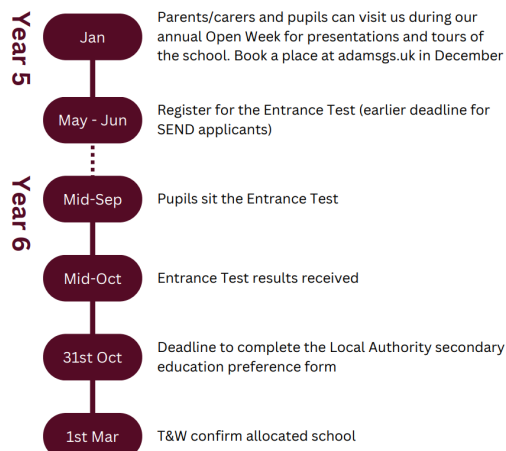 Year 5
Jan
Parents/carers and pupils can visit us during our
annual Open Week for presentations and tours of
the school. Book a place at adamsgs.uk in December
May - Jun
Register for the Entrance Test (earlier deadline for
SEND applicants)
Year 6
Mid-Sep
Pupils sit the Entrance Test
Mid-Oct
Entrance Test results received
31st Oct
Deadline to complete the Local Authority secondary
education preference form
1st Mar
T&W confirm allocated school